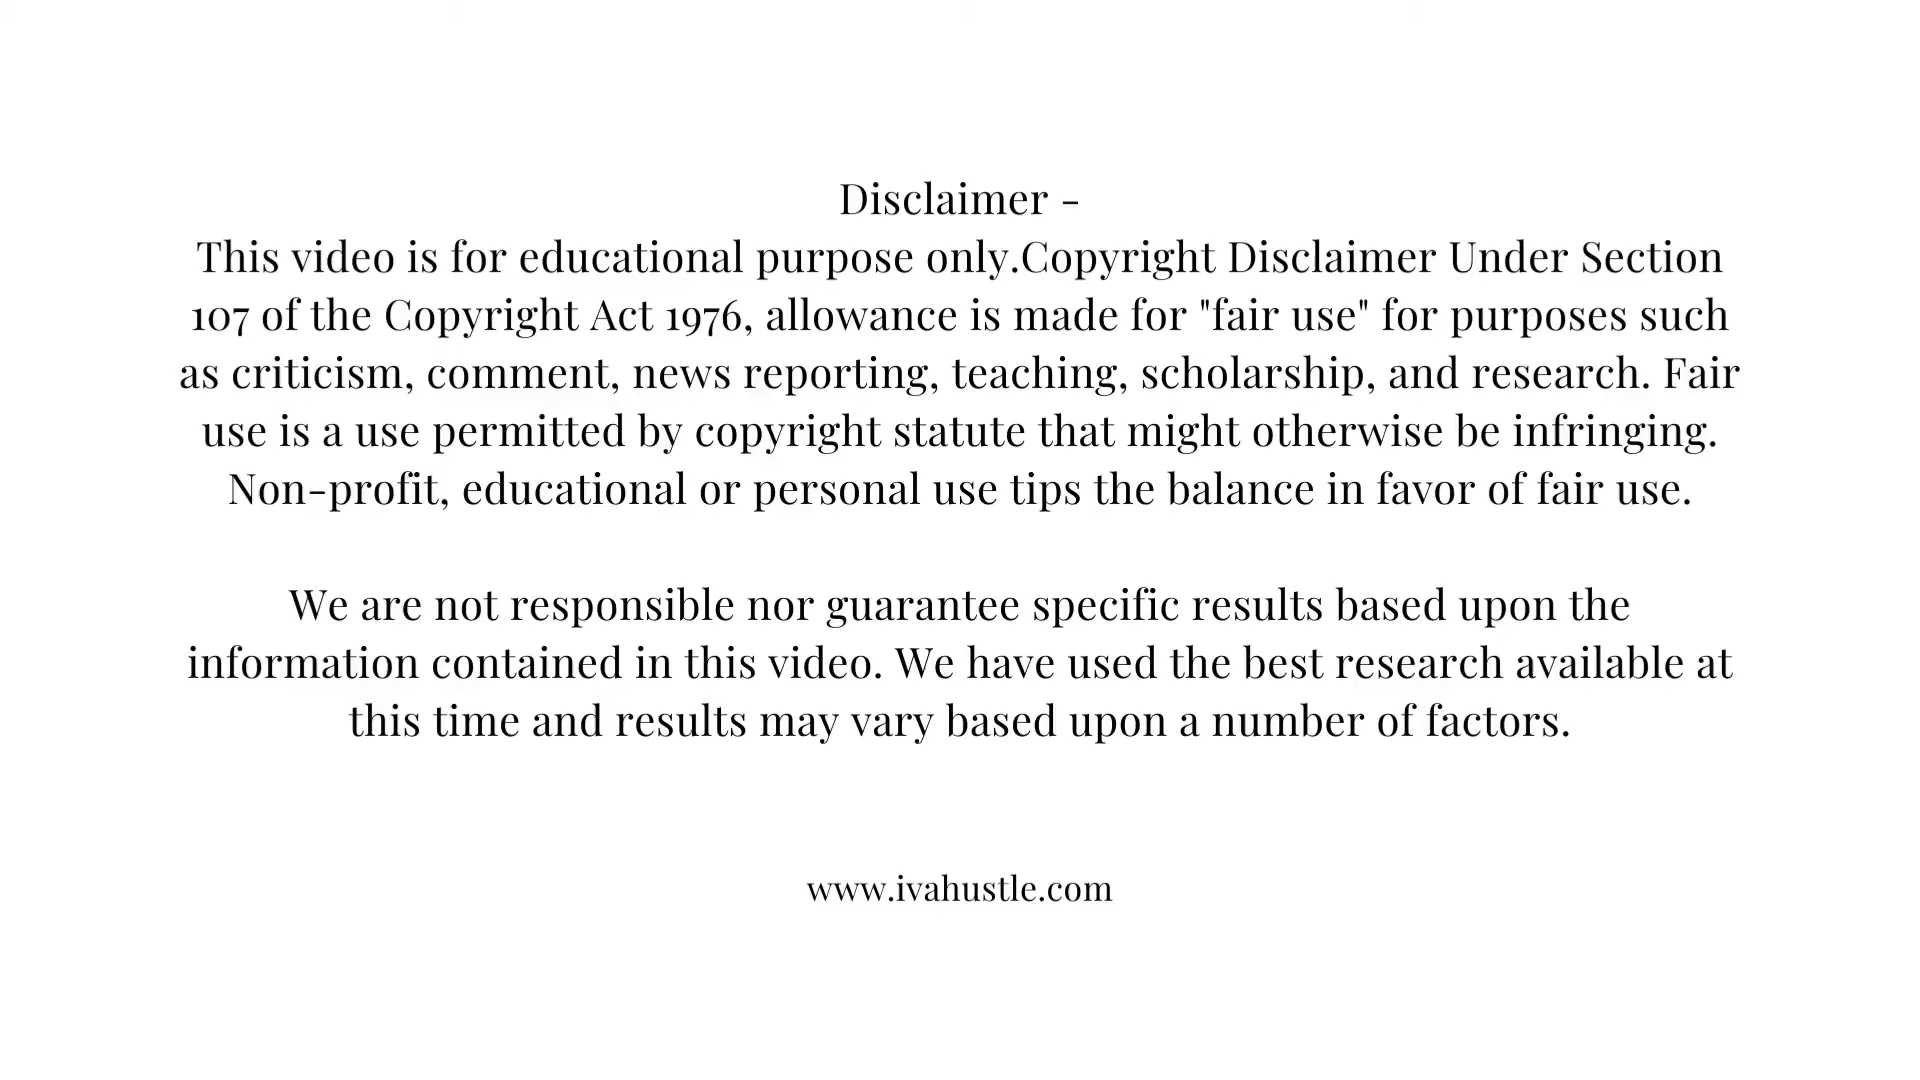 Disclaimer -
This video is for educational purpose only.Copyright Disclaimer Under Section
107 of the Copyright Act 1976, allowance is made for "fair use" for purposes such
as criticism, comment, news reporting, teaching, scholarship, and research. Fair
use is a use permitted by copyright statute that might otherwise be infringing.
Non-profit, educational or personal use tips the balance in favor of fair use.
We are not responsible nor guarantee specific results based upon the
information contained in this video. We have used the best research available at
this time and results may vary based upon a number of factors.
www.ivahustle.com